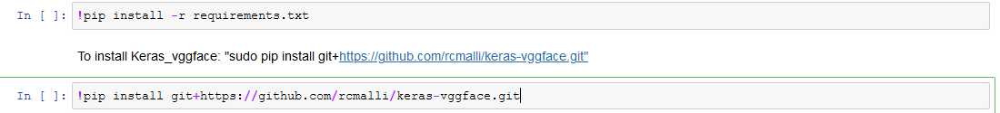 In [ ]: !pip install -r requirements.txt
To install Keras_vggface: "sudo pip install git+https://github.com/rcmalli/keras-vggface.git"
In [ ]: !pip install git+https://github.com/rcmalli/keras-vggface.git